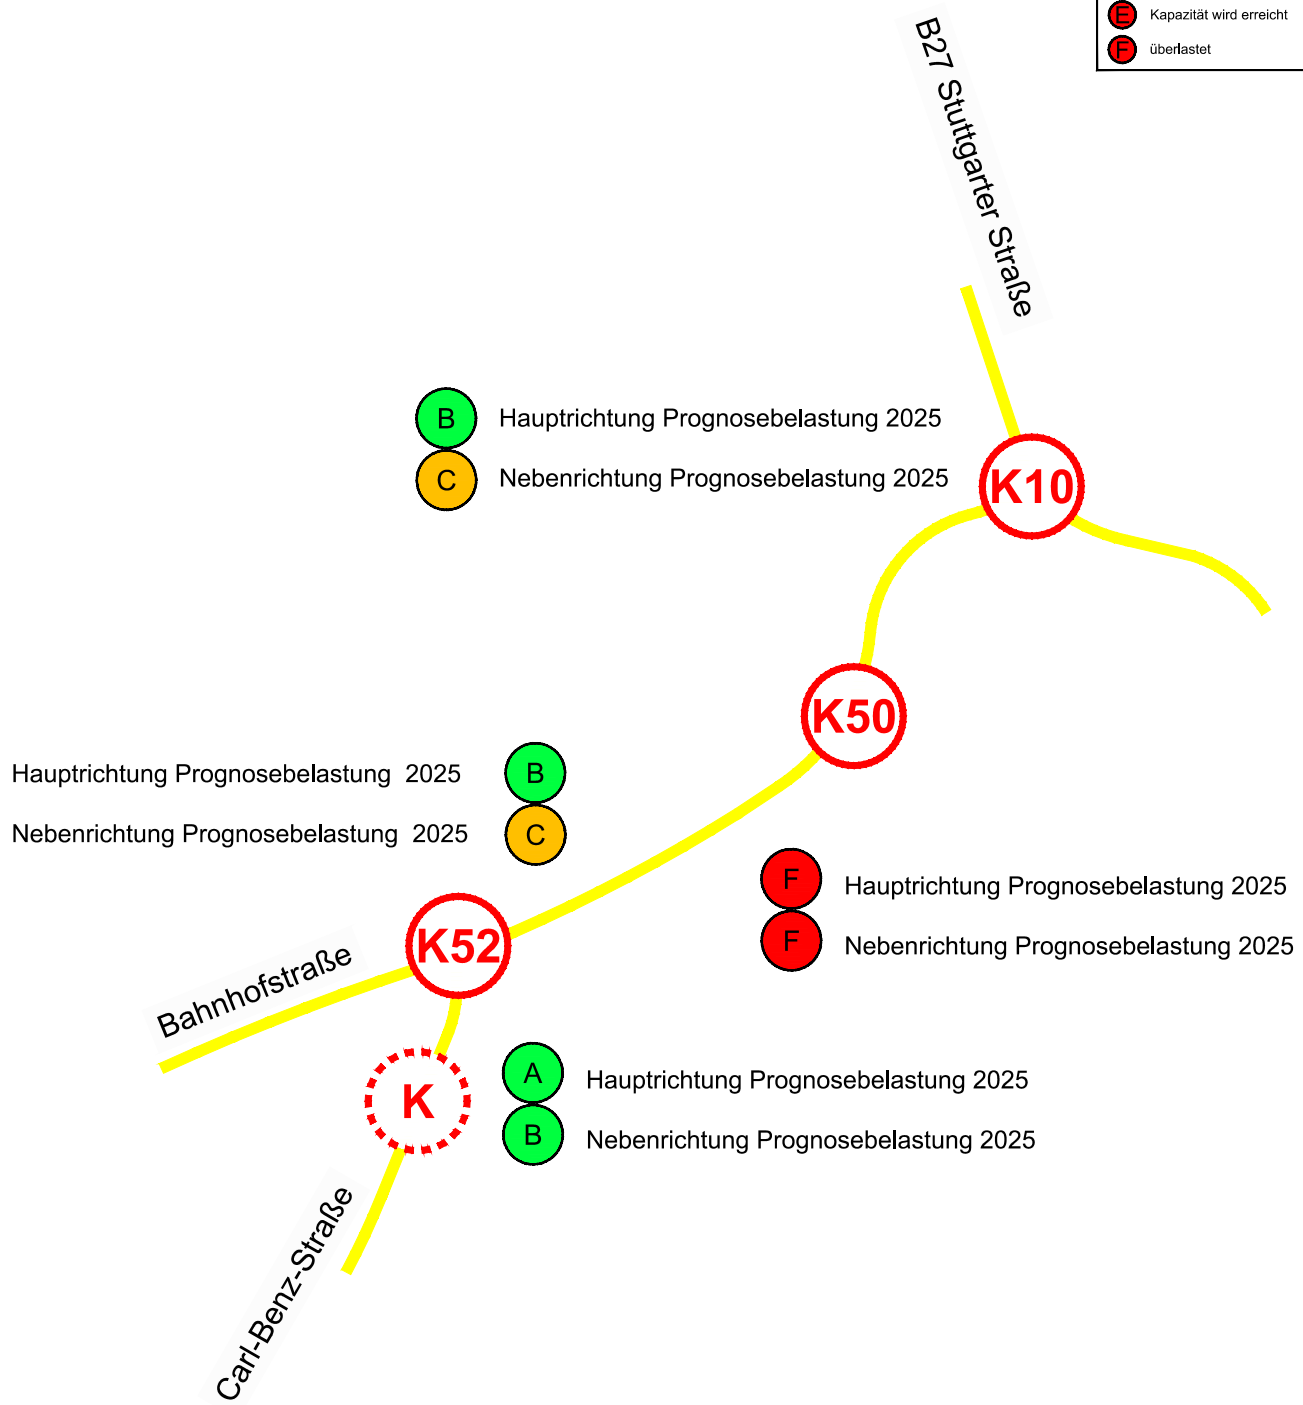 E Kapazität wird erreicht
F überlastet
B27 Stuttgarter Straße
B Hauptrichtung Prognosebelastung 2025
C Nebenrichtung Prognosebelastung 2025
K10
K50
Hauptrichtung Prognosebelastung 2025 B
Nebenrichtung Prognosebelastung 2025 C
F Hauptrichtung Prognosebelastung 2025
F Nebenrichtung Prognosebelastung 2025
K52
Bahnhofstraße
K
A Hauptrichtung Prognosebelastung 2025
B Nebenrichtung Prognosebelastung 2025
Carl-Benz-Straße